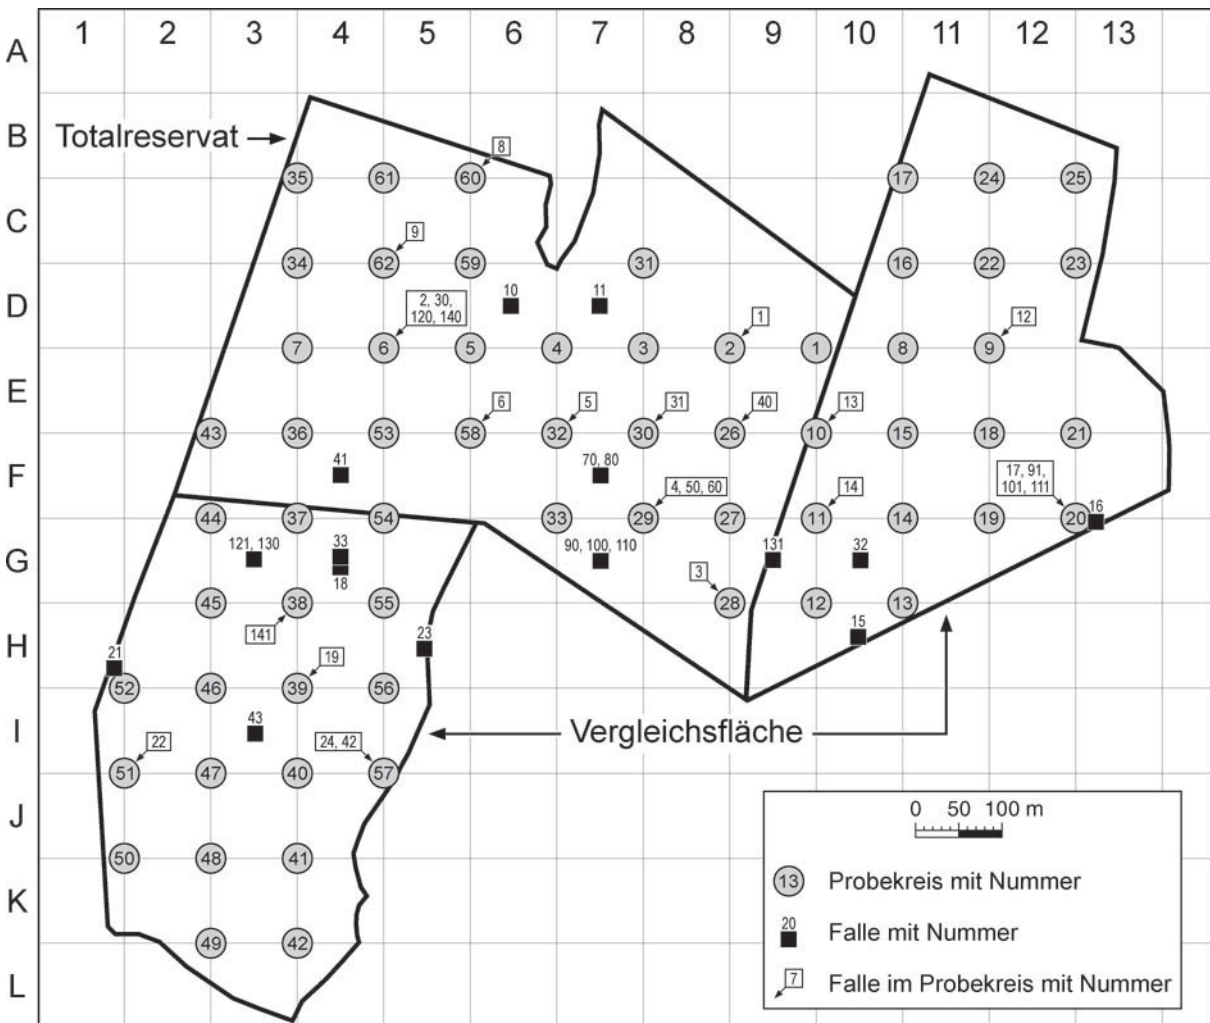 1 2 3 4 5 6 7 8 9 10 11 12 13
A
B
Totalreservat
8
35 61 60 17 24 25
C
9
34 62 59 31 16 22 23
D
2, 30,
120, 140
10 11
1
12
7 6 5 4 3 2 1 8 9
E
6 5 31 40 13
43 36 53 58 32 30 26 10 15 18 21
F
41
70, 80
4, 50, 60
14
17, 91,
101, 111
16
44 37 54 33 29 27 11 14 19 20
G
121, 130
33
18
90, 100, 110
131
32
3
45 38 55 28 12 13
H
141
15
23
21
19
52 46 39 56
I
43
Vergleichsfläche
22
24, 42
51 47 40 57
J
50 48 41
K
49 42
L
0 50 100 m
13 Probekreis mit Nummer
20
Falle mit Nummer
7 Falle im Probekreis mit Nummer